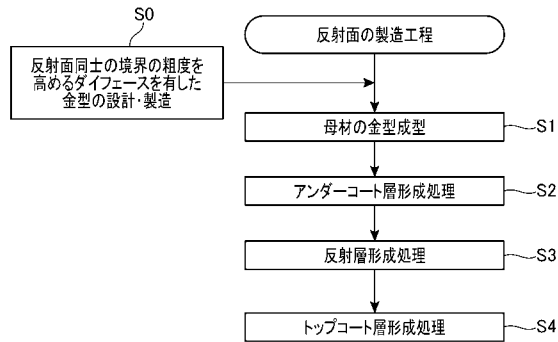 S0
反射面同士の境界の粗度を
高めるダイフェースを有した
金型の設計・製造
反射面の製造工程
母材の金型成型
S1
アンダーコート層形成処理
S2
反射層形成処理
S3
トップコート層形成処理
S4